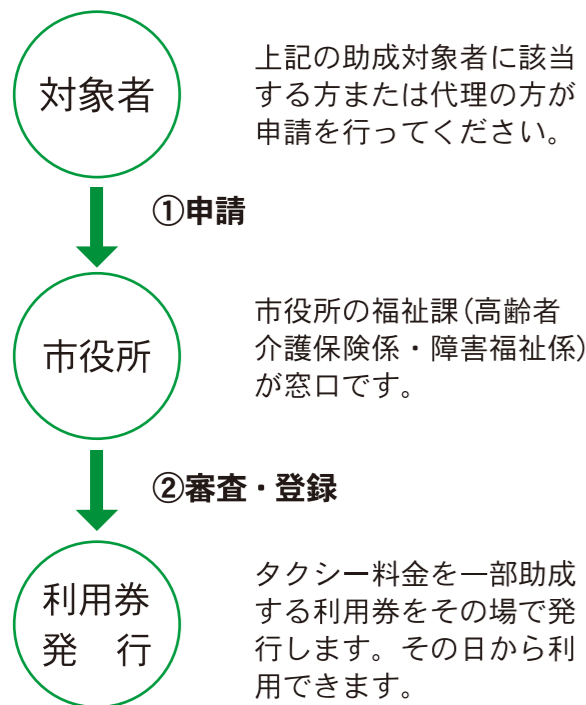 対象者
上記の助成対象者に該当
する方または代理の方が
申請を行ってください。
①申請
市役所
市役所の福祉課(高齢者
介護保険係・障害福祉係)
が窓口です。
②審査・登録
利用券
発　行
タクシー料金を一部助成
する利用券をその場で発
行します。その日から利
用できます。